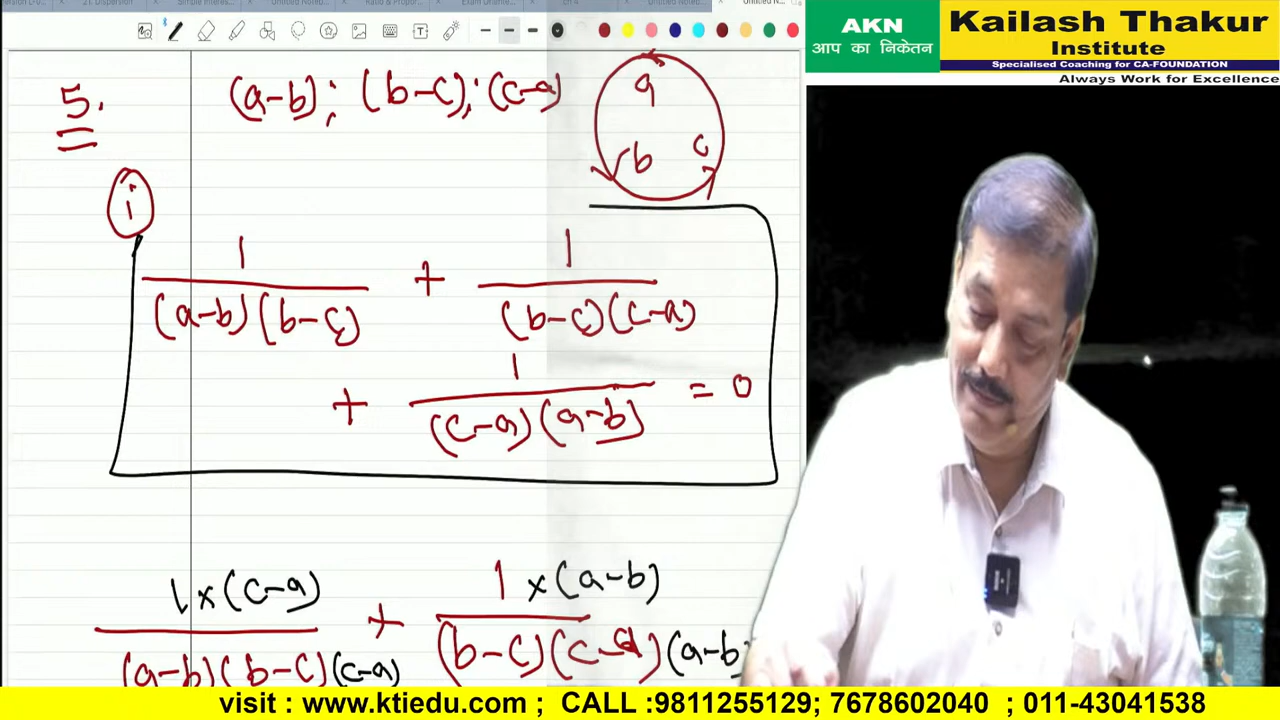 AKN
आप का निकेतन
Kailash Thakur
Institute
Specialised Coaching for CA-FOUNDATION
Always Work for Excellence
5. (a-b); (b-c); (c-a)
a
b c
i
1/((a-b)(b-c)) + 1/((b-c)(c-a))
+ 1/((c-a)(a-b)) = 0
1×(c-a)/((a-b)(b-c)(c-a)) + 1×(a-b)/((b-c)(c-a)(a-b)
visit : www.ktiedu.com ; CALL :9811255129; 7678602040 ; 011-43041538